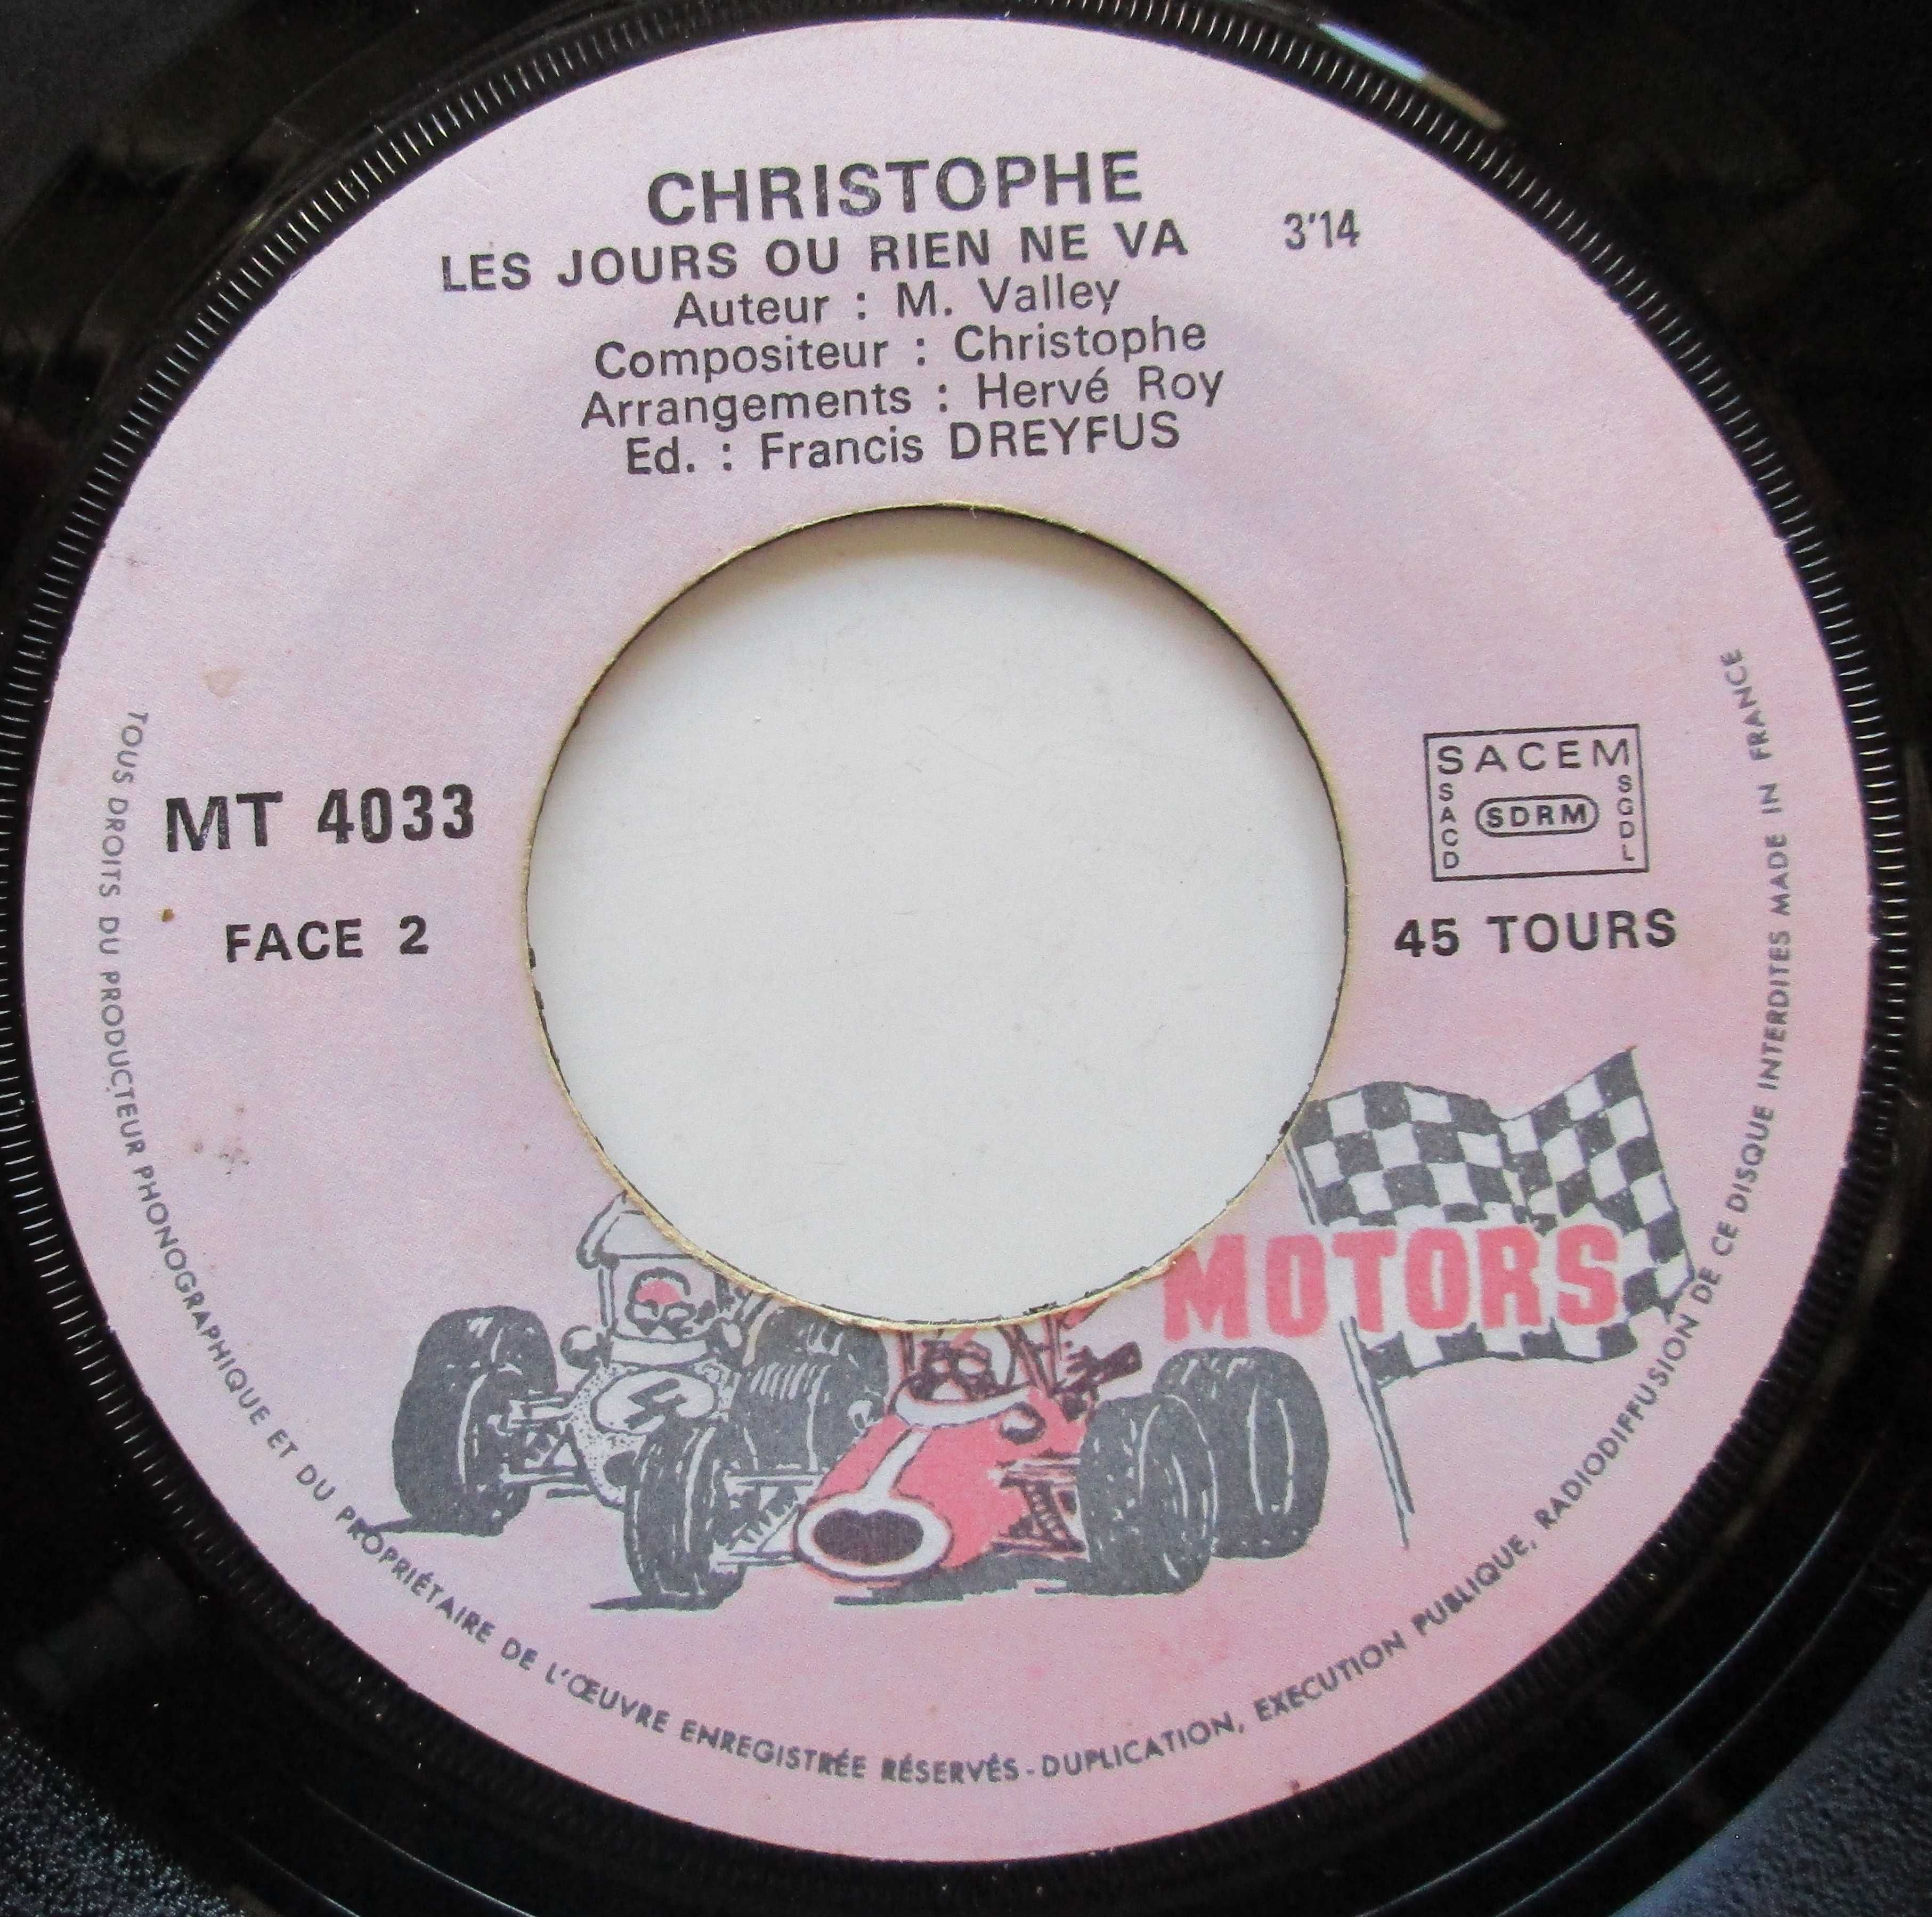 CHRISTOPHE
LES JOURS OU RIEN NE VA 3'14
Auteur : M. Valley
Compositeur : Christophe
Arrangements : Hervé Roy
Ed. : Francis DREYFUS
MT 4033
FACE 2
SACEM
SACD
SDRM
SGDL
45 TOURS
MOTORS
4
TOUS DROITS DU PRODUCTEUR PHONOGRAPHIQUE ET DU PROPRIÉTAIRE DE L'ŒUVRE ENREGISTRÉE RÉSERVÉS - DUPLICATION, EXECUTION PUBLIQUE, RADIODIFFUSION DE CE DISQUE INTERDITES MADE IN FRANCE